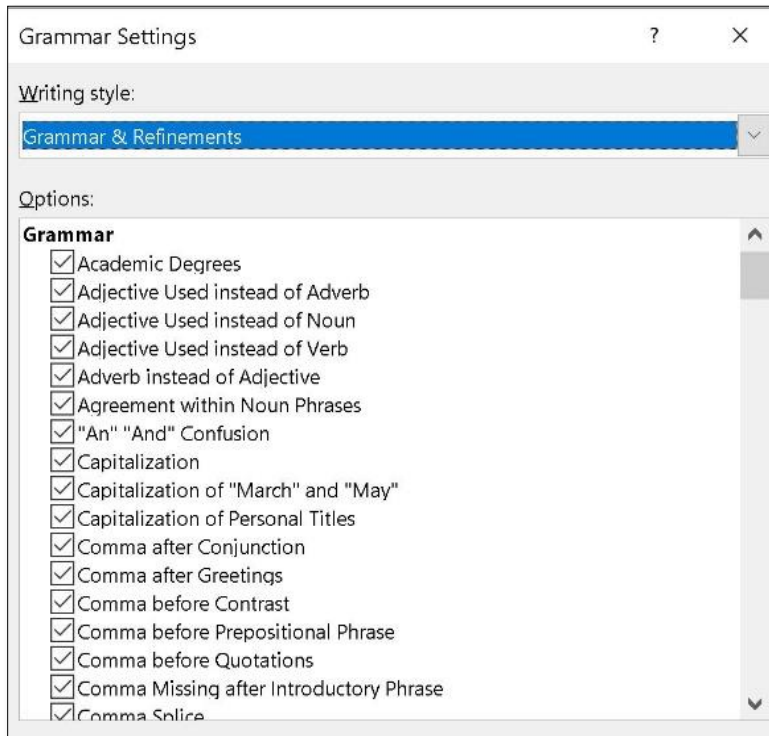 Grammar Settings ?
Writing style:
Grammar & Refinements
Options:
Grammar
Academic Degrees
Adjective Used instead of Adverb
Adjective Used instead of Noun
Adjective Used instead of Verb
Adverb instead of Adjective
Agreement within Noun Phrases
"An" "And" Confusion
Capitalization
Capitalization of "March" and "May"
Capitalization of Personal Titles
Comma after Conjunction
Comma after Greetings
Comma before Contrast
Comma before Prepositional Phrase
Comma before Quotations
Comma Missing after Introductory Phrase
Comma Splice